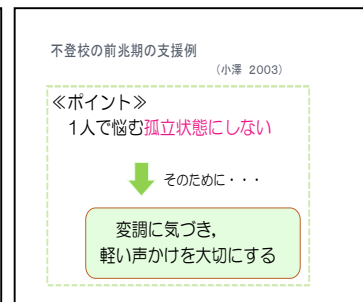 不登校の前兆期の支援例
（小澤 2003）
≪ポイント≫
1人で悩む孤立状態にしない
そのために・・・
変調に気づき，
軽い声かけを大切にする